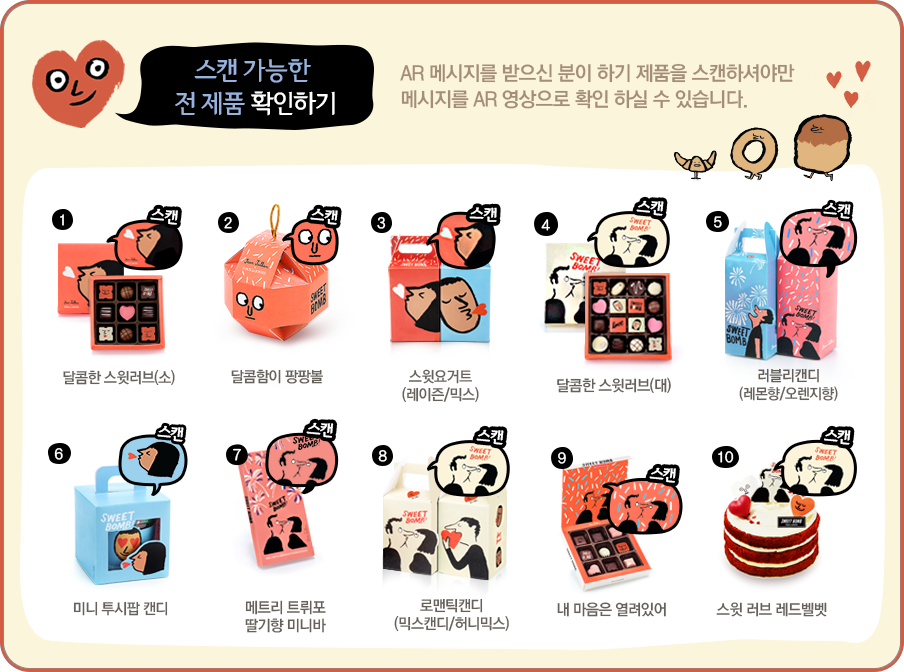 스캔 가능한
전 제품 확인하기
AR 메시지를 받으신 분이 하기 제품을 스캔하셔야만
메시지를 AR 영상으로 확인 하실 수 있습니다.
1
스캔
달콤한 스윗러브(소)
2
스캔
SWEET
BOMB
달콤함이 팡팡볼
3
스캔
SWEET BOMB
스윗요거트
(레이즌/믹스)
4
스캔
SWEET
BOMB!
SWEET
BOMB!
달콤한 스윗러브(대)
5
스캔
SWEET
BOMB
SWEET
BOMB
러블리캔디
(레몬향/오렌지향)
6
스캔
SWEET
BOMB!
미니 투시팝 캔디
7
스캔
SWEET
BOMB!
메트리 트뤼포
딸기향 미니바
8
스캔
SWEET
BOMB!
SWEET
BOMB!
로맨틱캔디
(믹스캔디/허니믹스)
9
스캔
SWEET BOMB
내 마음은 열려있어
10
스캔
SWEET
BOMB!
SWEET BOMB
스윗 러브 레드벨벳